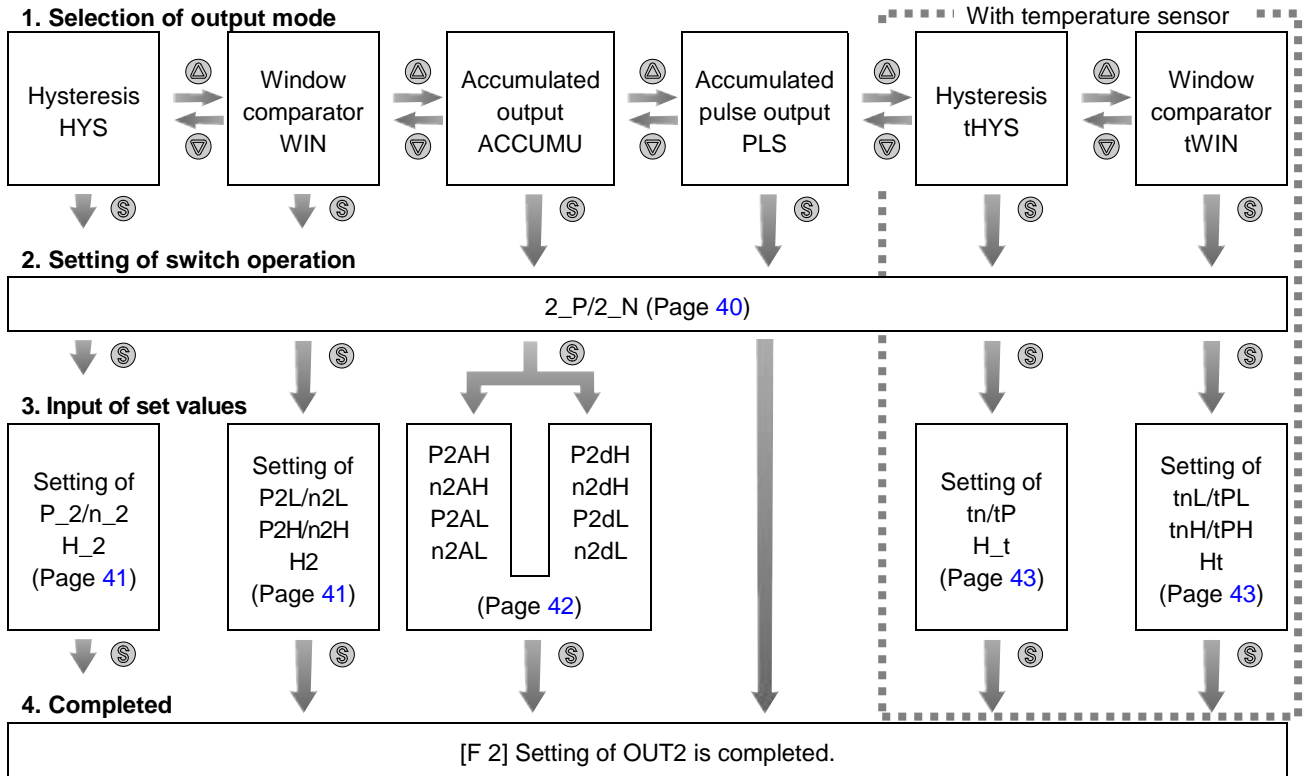 1. Selection of output mode
With temperature sensor
Hysteresis
HYS
Window
comparator
WIN
Accumulated
output
ACCUMU
Accumulated
pulse output
PLS
Hysteresis
tHYS
Window
comparator
tWIN
S
S
S
S
S
S
2. Setting of switch operation
2_P/2_N (Page 40)
S
S
S
S
S
3. Input of set values
Setting of
P_2/n_2
H_2
(Page 41)
Setting of
P2L/n2L
P2H/n2H
H2
(Page 41)
P2AH
n2AH
P2AL
n2AL
P2dH
n2dH
P2dL
n2dL
(Page 42)
Setting of
tn/tP
H_t
(Page 43)
Setting of
tnL/tPL
tnH/tPH
Ht
(Page 43)
S
S
S
S
S
4. Completed
[F 2] Setting of OUT2 is completed.